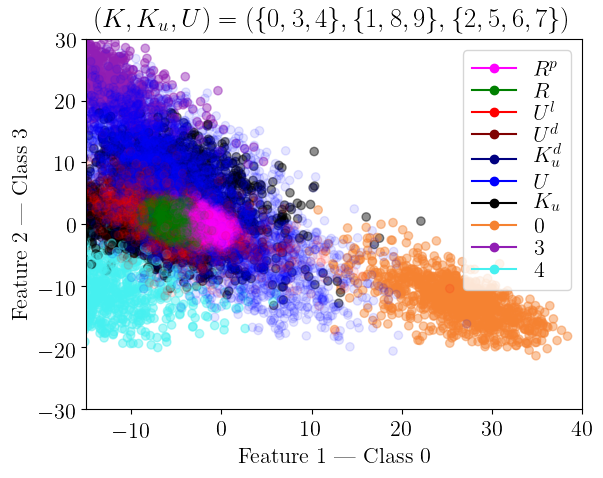 (K, K_u, U) = ({0, 3, 4}, {1, 8, 9}, {2, 5, 6, 7})
30
20
10
0
−10
−20
−30
Feature 2 — Class 3
R^p
R
U^l
U^d
K_u^d
U
K_u
0
3
4
−10
0
10
20
30
40
Feature 1 — Class 0